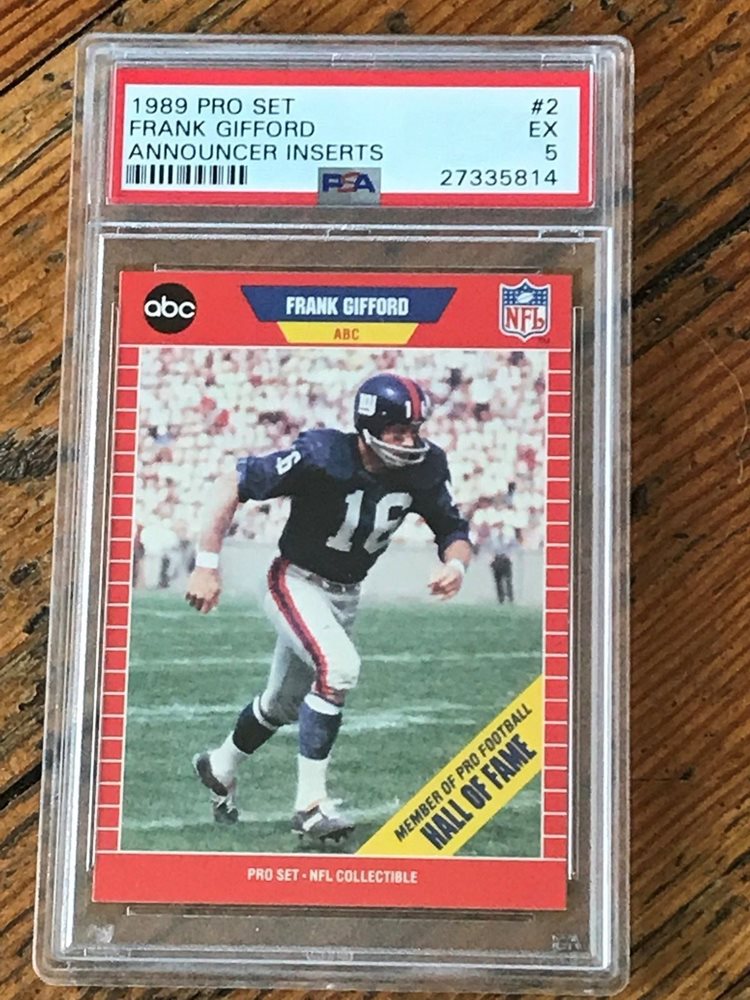 1989 PRO SET #2
FRANK GIFFORD EX
ANNOUNCER INSERTS 5
PSA 27335814
abc FRANK GIFFORD NFL
ABC
16
16
MEMBER OF PRO FOOTBALL
HALL OF FAME
PRO SET · NFL COLLECTIBLE